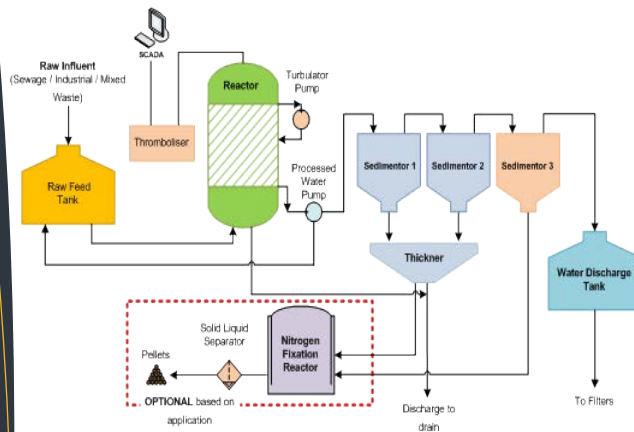 SCADA
Raw Influent
(Sewage / Industrial / Mixed
Waste)
Reactor
Turbulator
Pump
Thromboliser
Raw Feed
Tank
Processed
Water
Pump
Sedimentor 1
Sedimentor 2
Sedimentor 3
Thickner
Water Discharge
Tank
Solid Liquid
Separator
Nitrogen
Fixation
Reactor
Pellets
OPTIONAL based on
application
Discharge to
drain
To Filters